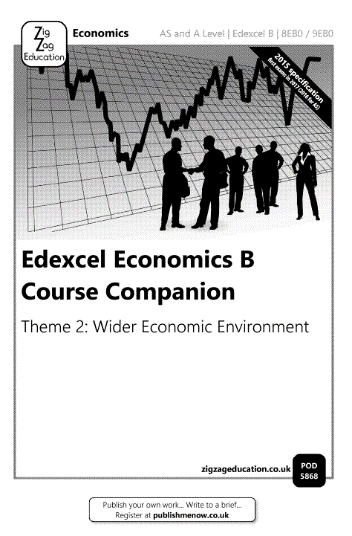 Zig
Zag
Education
Economics
AS and A Level | Edexcel B | 8EB0 / 9EB0
2015 specification
Edexcel Economics B
Course Companion
Theme 2: Wider Economic Environment
zigzageducation.co.uk
POD
5868
Publish your own work... Write to a brief...
Register at publishmenow.co.uk